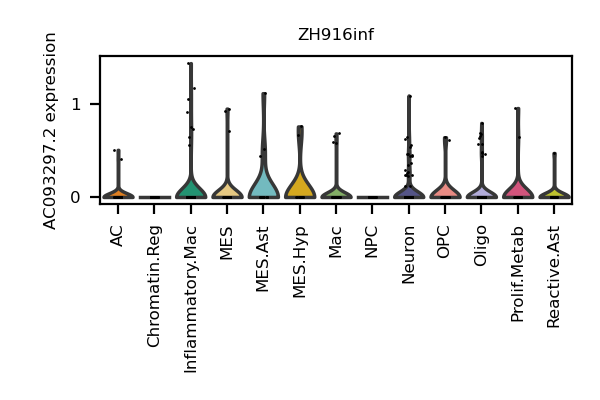 ZH916inf
AC093297.2 expression
1
0
AC
Chromatin.Reg
Inflammatory.Mac
MES
MES.Ast
MES.Hyp
Mac
NPC
Neuron
OPC
Oligo
Prolif.Metab
Reactive.Ast